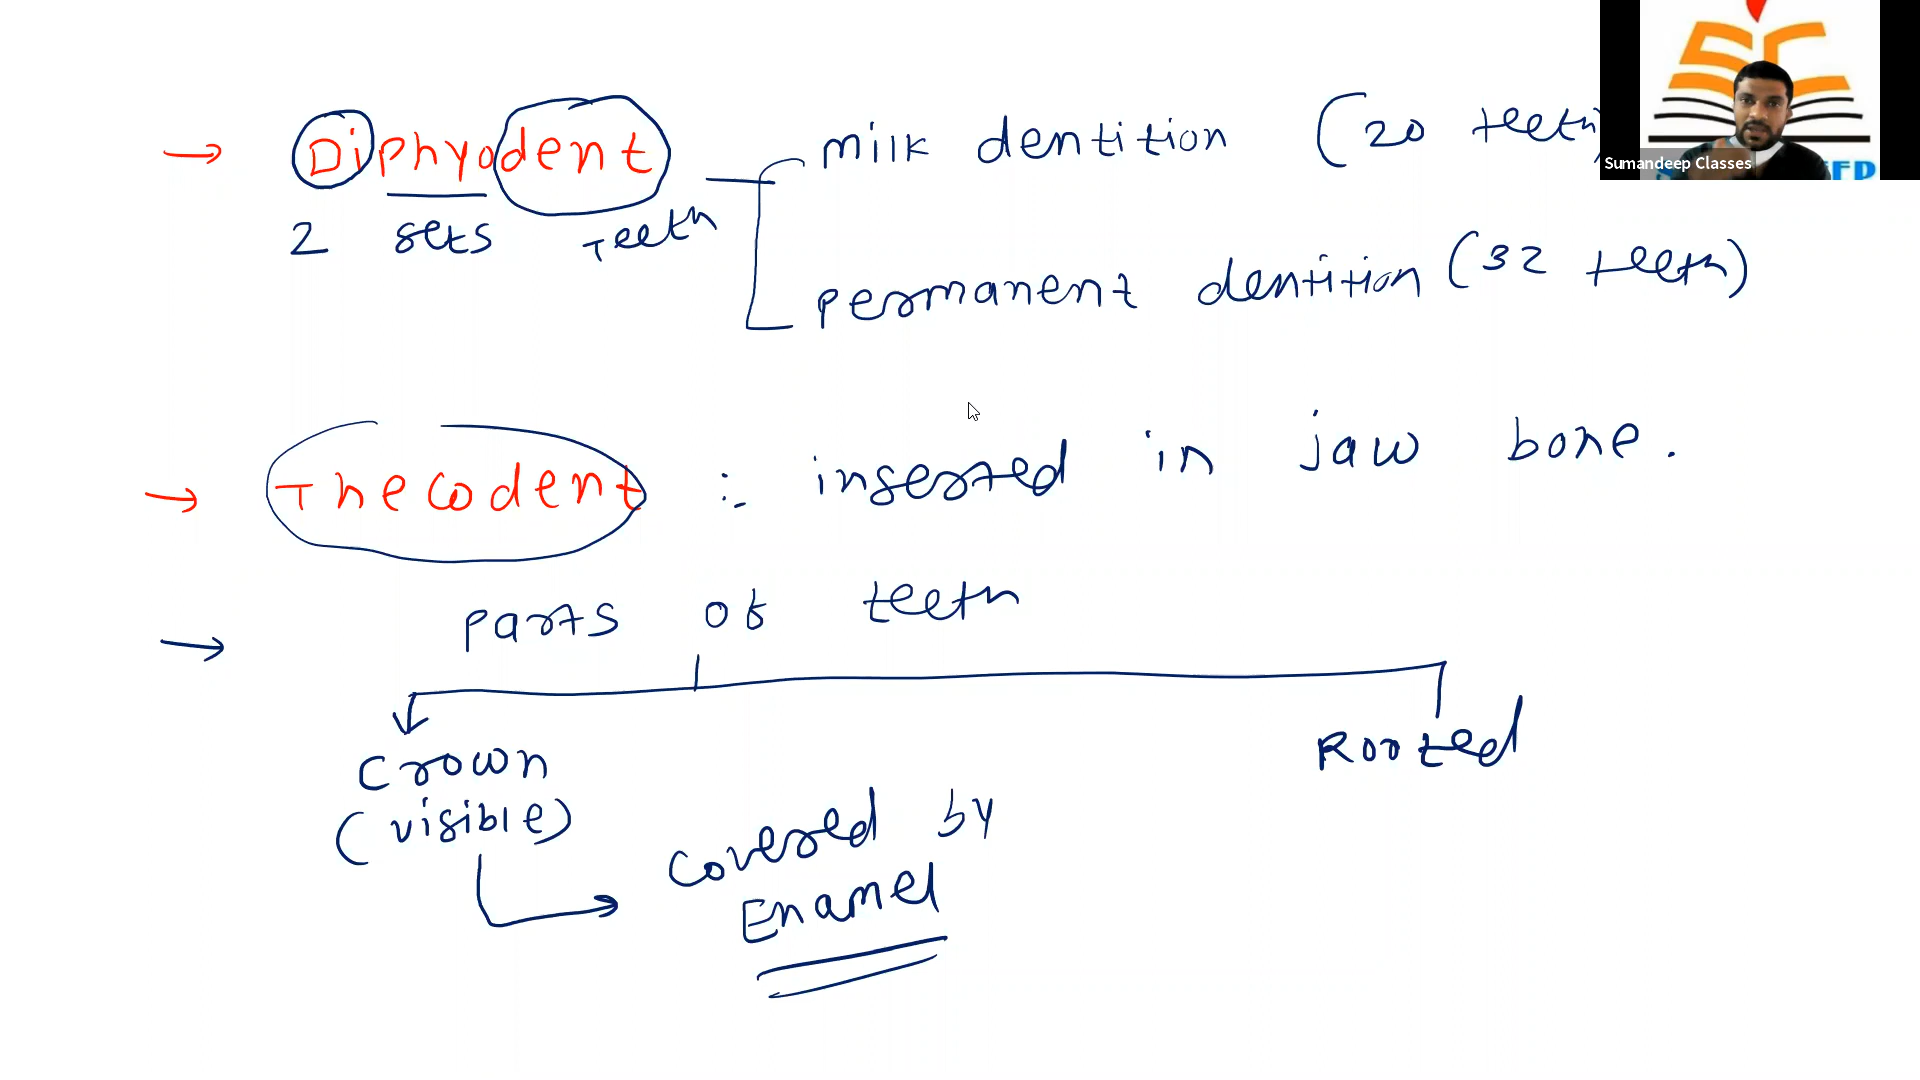 → Diphyodent milk dentition (20 teeth)
2 sets Teeth
permanent dentition (32 teeth)
→ Thecodent :- inserted in jaw bone.
→ parts of teeth
Crown Rooted
(visible)
Covered by
Enamel
SC
Sumandeep Classes